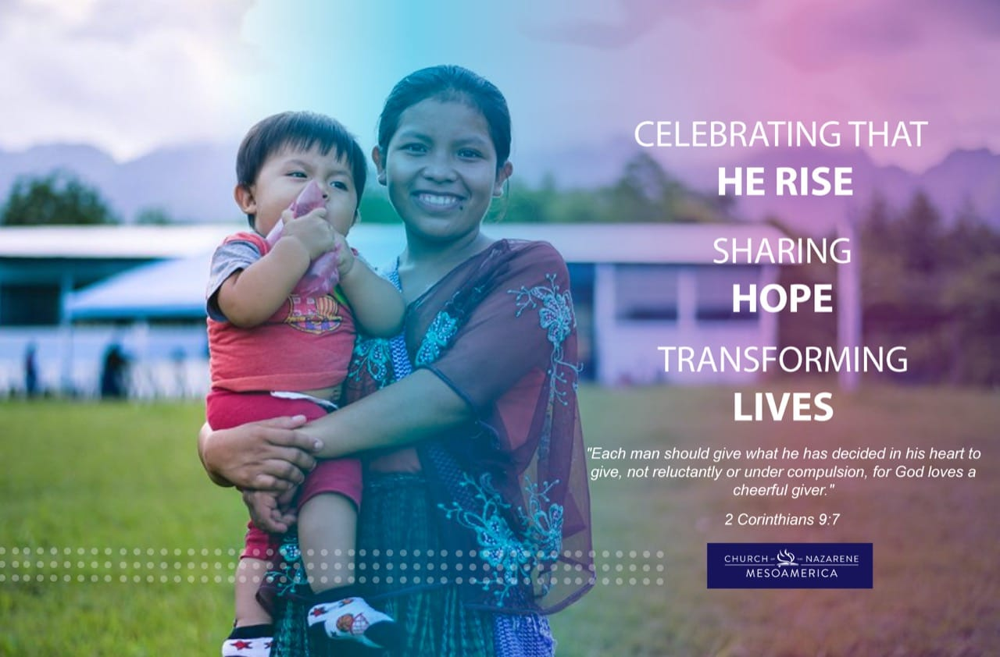 CELEBRATING THAT
HE RISE
SHARING
HOPE
TRANSFORMING
LIVES
"Each man should give what he has decided in his heart to
give, not reluctantly or under compulsion, for God loves a
cheerful giver."
2 Corinthians 9:7
CHURCH OF THE NAZARENE
MESOAMERICA